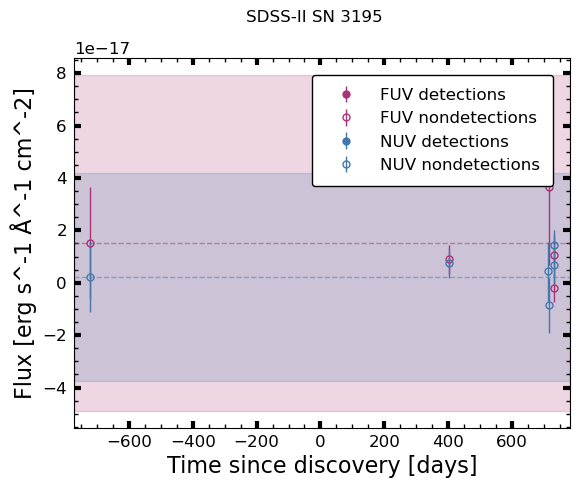 SDSS-II SN 3195
1e−17
8
6
4
2
0
−2
−4
Flux [erg s^-1 Å^-1 cm^-2]
FUV detections
FUV nondetections
NUV detections
NUV nondetections
−600 −400 −200 0 200 400 600
Time since discovery [days]